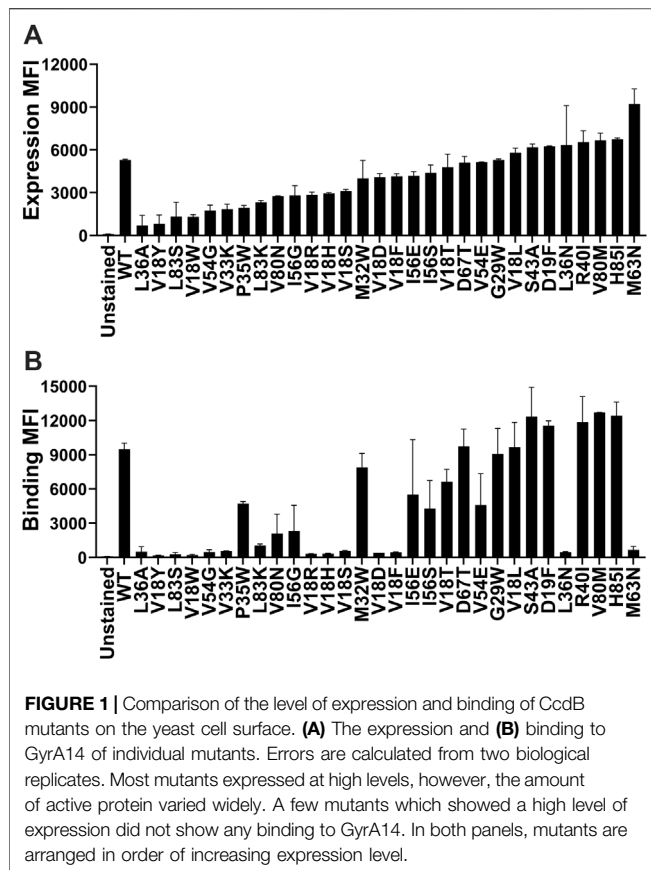 A
Expression MFI
12000
9000
6000
3000
0
Unstained
WT
L36A
V18Y
L83S
V18W
V54G
V33K
P35W
L83K
V80N
I56G
V18R
V18H
V18S
M32W
V18D
V18F
I56E
I56S
V18T
D67T
V54E
G29W
V18L
S43A
D19F
L36N
R40I
V80M
H85I
M63N
B
Binding MFI
15000
12000
9000
6000
3000
0
Unstained
WT
L36A
V18Y
L83S
V18W
V54G
V33K
P35W
L83K
V80N
I56G
V18R
V18H
V18S
M32W
V18D
V18F
I56E
I56S
V18T
D67T
V54E
G29W
V18L
S43A
D19F
L36N
R40I
V80M
H85I
M63N
FIGURE 1 | Comparison of the level of expression and binding of CcdB
mutants on the yeast cell surface. (A) The expression and (B) binding to
GyrA14 of individual mutants. Errors are calculated from two biological
replicates. Most mutants expressed at high levels, however, the amount
of active protein varied widely. A few mutants which showed a high level of
expression did not show any binding to GyrA14. In both panels, mutants are
arranged in order of increasing expression level.